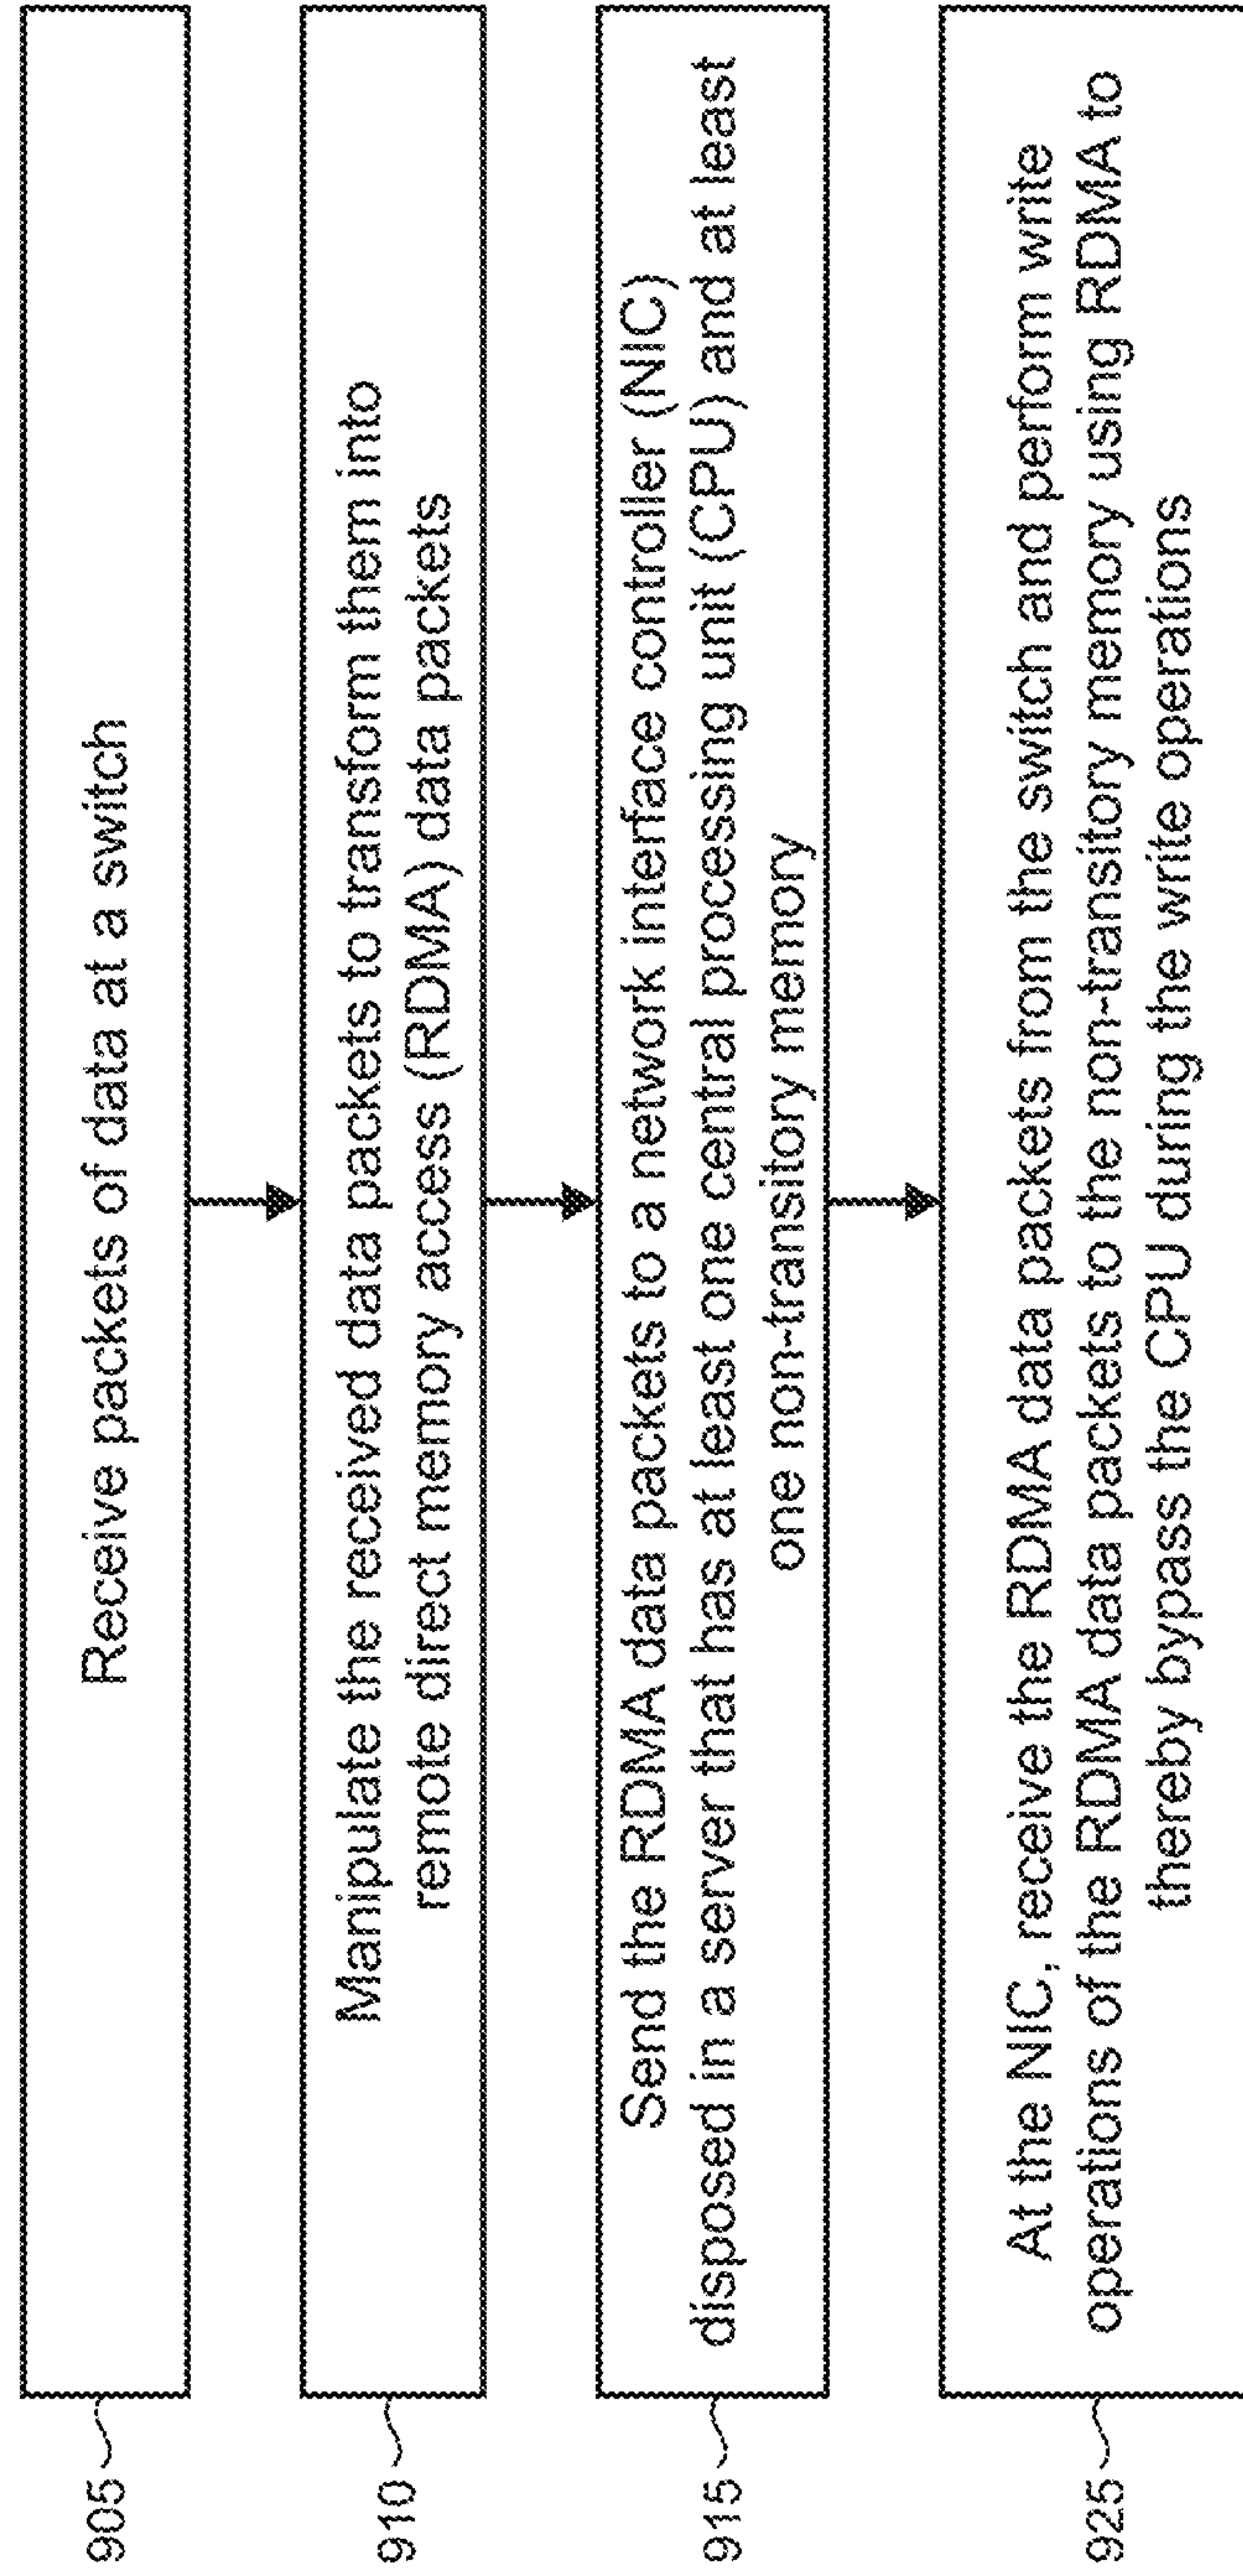 905
Receive packets of data at a switch
910
Manipulate the received data packets to transform them into
remote direct memory access (RDMA) data packets
915
Send the RDMA data packets to a network interface controller (NIC)
disposed in a server that has at least one central processing unit (CPU) and at least
one non-transitory memory
925
At the NIC, receive the RDMA data packets from the switch and perform write
operations of the RDMA data packets to the non-transitory memory using RDMA to
thereby bypass the CPU during the write operations